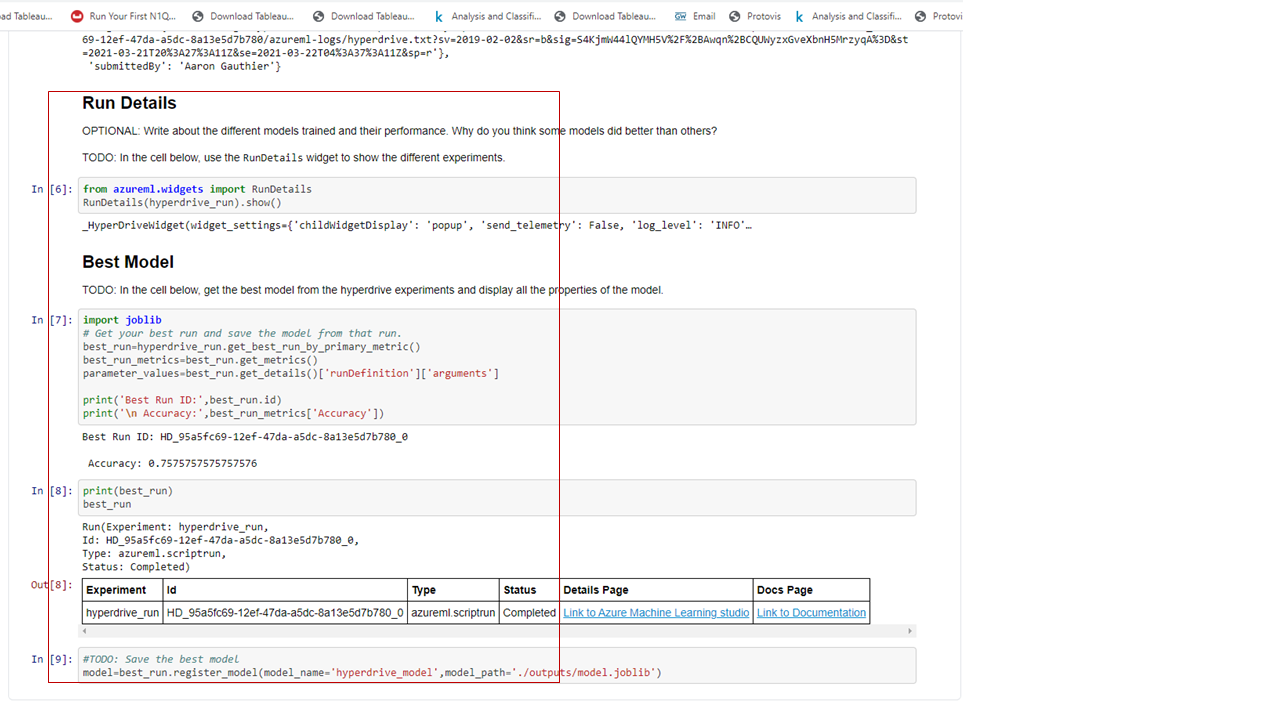 ad Tableau...
Run Your First N1Q...
Download Tableau...
Download Tableau...
Analysis and Classifi...
Download Tableau...
Email
Protovis
Analysis and Classifi...
Protovi
69-12ef-47da-a5dc-8a13e5d7b780/azureml-logs/hyperdrive.txt?sv=2019-02-02&sr=b&sig=S4KjmW44lQYMH5V%2F%2BAwqn%2BCQUWyzxGveXbnH5MrzyqA%3D&st
=2021-03-21T20%3A27%3A11Z&se=2021-03-22T04%3A37%3A11Z&sp=r'},
'submittedBy': 'Aaron Gauthier'}
Run Details
OPTIONAL: Write about the different models trained and their performance. Why do you think some models did better than others?
TODO: In the cell below, use the RunDetails widget to show the different experiments.
In [6]:
from azureml.widgets import RunDetails
RunDetails(hyperdrive_run).show()
_HyperDriveWidget(widget_settings={'childWidgetDisplay': 'popup', 'send_telemetry': False, 'log_level': 'INFO'…
Best Model
TODO: In the cell below, get the best model from the hyperdrive experiments and display all the properties of the model.
In [7]:
import joblib
# Get your best run and save the model from that run.
best_run=hyperdrive_run.get_best_run_by_primary_metric()
best_run_metrics=best_run.get_metrics()
parameter_values=best_run.get_details()['runDefinition']['arguments']
print('Best Run ID:',best_run.id)
print('\n Accuracy:',best_run_metrics['Accuracy'])
Best Run ID: HD_95a5fc69-12ef-47da-a5dc-8a13e5d7b780_0
Accuracy: 0.7575757575757576
In [8]:
print(best_run)
best_run
Run(Experiment: hyperdrive_run,
Id: HD_95a5fc69-12ef-47da-a5dc-8a13e5d7b780_0,
Type: azureml.scriptrun,
Status: Completed)
Out[8]:
Experiment Id Type Status Details Page Docs Page
hyperdrive_run HD_95a5fc69-12ef-47da-a5dc-8a13e5d7b780_0 azureml.scriptrun Completed Link to Azure Machine Learning studio Link to Documentation
In [9]:
#TODO: Save the best model
model=best_run.register_model(model_name='hyperdrive_model',model_path='./outputs/model.joblib')